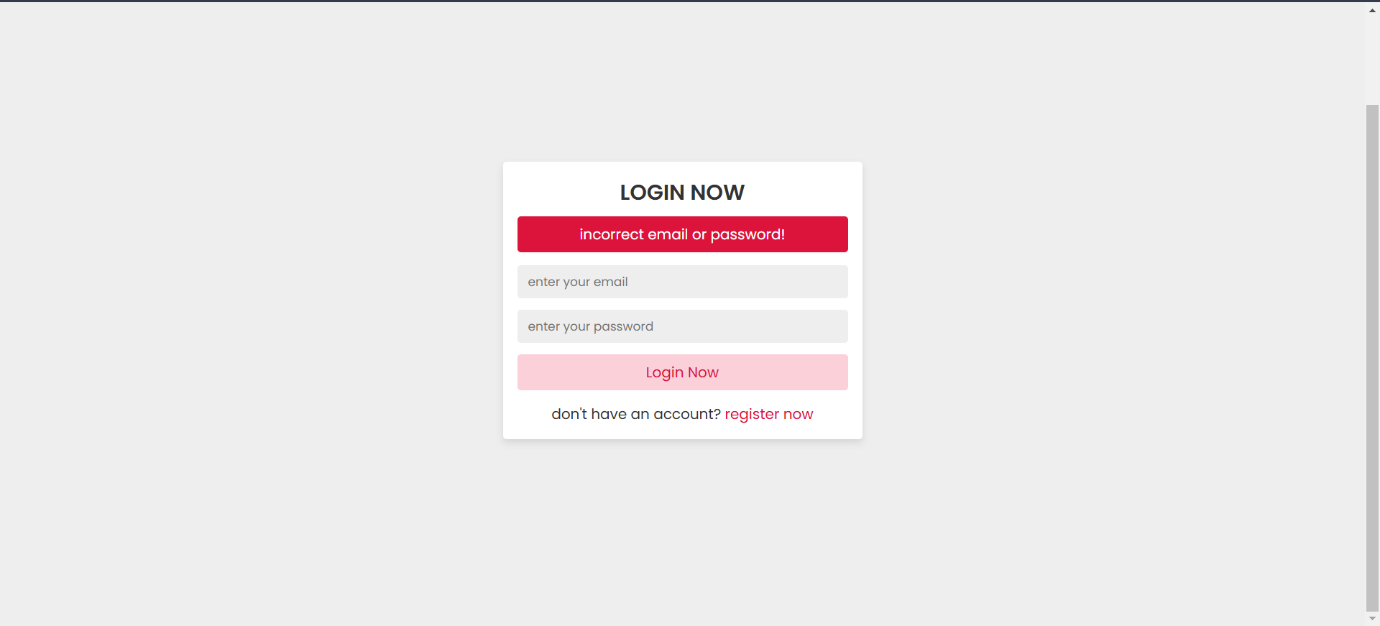 LOGIN NOW
incorrect email or password!
enter your email
enter your password
Login Now
don't have an account? register now